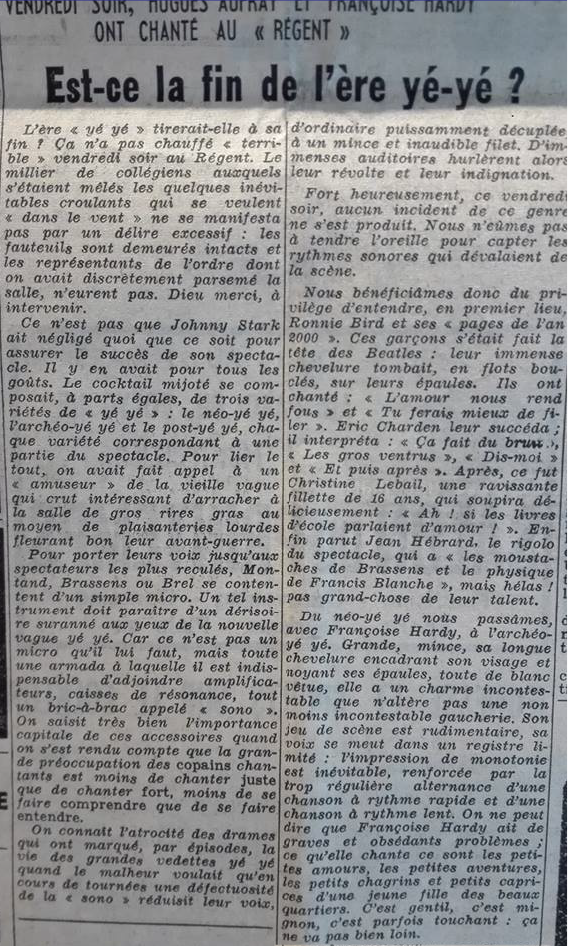 VENDREDI SOIR, HUGUES AUFRAY ET FRANÇOISE HARDY
ONT CHANTÉ AU « RÉGENT »
Est-ce la fin de l'ère yé-yé ?
L'ère « yé yé » tirerait-elle à sa
fin ? Ça n'a pas chauffé « terri-
ble » vendredi soir au Régent. Le
millier de collégiens auxquels
s'étaient mêlés les quelques inévi-
tables croulants qui se veulent
« dans le vent » ne se manifesta
pas par un délire excessif : les
fauteuils sont demeurés intacts et
les représentants de l'ordre dont
on avait discrètement parsemé la
salle, n'eurent pas. Dieu merci, à
intervenir.
Ce n'est pas que Johnny Stark
ait négligé quoi que ce soit pour
assurer le succès de son specta-
cle. Il y en avait pour tous les
goûts. Le cocktail mijoté se com-
posait, à parts égales, de trois va-
riétés de « yé yé » : le néo-yé yé,
l'archéo-yé yé et le post-yé yé, cha-
que variété correspondant à une
partie du spectacle. Pour lier le
tout, on avait fait appel à un
« amuseur » de la vieille vague
qui crut intéressant d'arracher à
la salle de gros rires gras au
moyen de plaisanteries lourdes
fleurant bon leur avant-guerre.
Pour porter leurs voix jusqu'aux
spectateurs les plus reculés, Mon-
tand, Brassens ou Brel se conten-
tent d'un simple micro. Un tel ins-
trument doit paraître d'un dérisoi-
re suranné aux yeux de la nouvelle
vague yé yé. Car ce n'est pas un
micro qu'il lui faut, mais toute
une armada à laquelle il est indis-
pensable d'adjoindre amplifica-
teurs, caisses de résonance, tout
un bric-à-brac appelé « sono ».
On saisit très bien l'importance
capitale de ces accessoires quand
on s'est rendu compte que la gran-
de préoccupation des copains chan-
tants est moins de chanter juste
que de chanter fort, moins de se
faire comprendre que de se faire
entendre.
On connaît l'atrocité des drames
qui ont marqué, par épisodes, la
vie des grandes vedettes yé yé
quand le malheur voulait qu'en
cours de tournées une défectuosité
de la « sono » réduisît leur voix,
d'ordinaire puissamment décuplée
à un mince et inaudible filet. D'im-
menses auditoires hurlèrent alors
leur révolte et leur indignation.
Fort heureusement, ce vendredi
soir, aucun incident de ce genre
ne s'est produit. Nous n'eûmes pas
à tendre l'oreille pour capter les
rythmes sonores qui dévalaient de
la scène.
Nous bénéficiâmes donc du pri-
vilège d'entendre, en premier lieu,
Ronnie Bird et ses « pages de l'an
2000 ». Ces garçons s'était fait la
tête des Beatles : leur immense
chevelure tombait, en flots bou-
clés, sur leurs épaules. Ils ont
chanté : « L'amour nous rend
fous » et « Tu ferais mieux de fi-
ler ». Eric Charden leur succéda ;
il interpréta : « Ça fait du bruit »,
« Les gros ventrus », « Dis-moi »
et « Et puis après ». Après, ce fut
Christine Lebail, une ravissante
fillette de 16 ans, qui soupira dé-
licieusement : « Ah ! si les livres
d'école parlaient d'amour ! ». En-
fin parut Jean Hébrard, le rigolo
du spectacle, qui a « les mousta-
ches de Brassens et le physique
de Francis Blanche », mais hélas !
pas grand-chose de leur talent.
Du néo-yé yé nous passâmes,
avec Françoise Hardy, à l'archéo-
yé yé. Grande, mince, sa longue
chevelure encadrant son visage et
noyant ses épaules, toute de blanc
vêtue, elle a un charme incontes-
table que n'altère pas une non
moins incontestable gaucherie. Son
jeu de scène est rudimentaire, sa
voix se meut dans un registre li-
mité : l'impression de monotonie
est inévitable, renforcée par la
trop régulière alternance d'une
chanson à rythme rapide et d'une
chanson à rythme lent. On ne peut
dire que Françoise Hardy ait de
graves et obsédants problèmes ;
ce qu'elle chante ce sont les peti-
tes amours, les petites aventures,
les petits chagrins et petits capri-
ces d'une jeune fille des beaux
quartiers. C'est gentil, c'est mi-
gnon, c'est parfois touchant : ça
ne va pas bien loin.